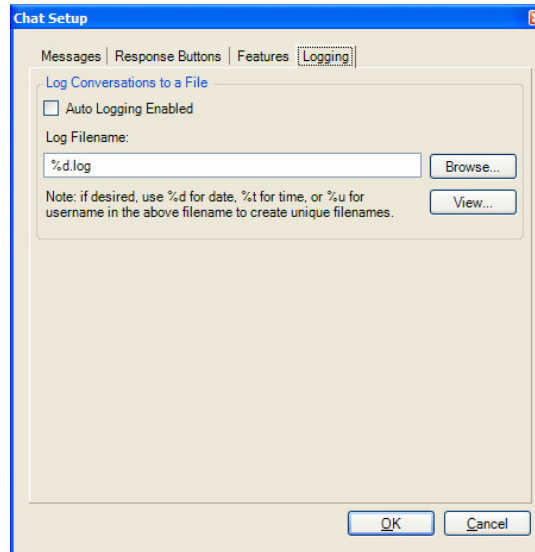 Chat Setup
Messages
Response Buttons
Features
Logging
Log Conversations to a File
Auto Logging Enabled
Log Filename:
%d.log
Browse...
Note: if desired, use %d for date, %t for time, or %u for
username in the above filename to create unique filenames.
View...
OK
Cancel